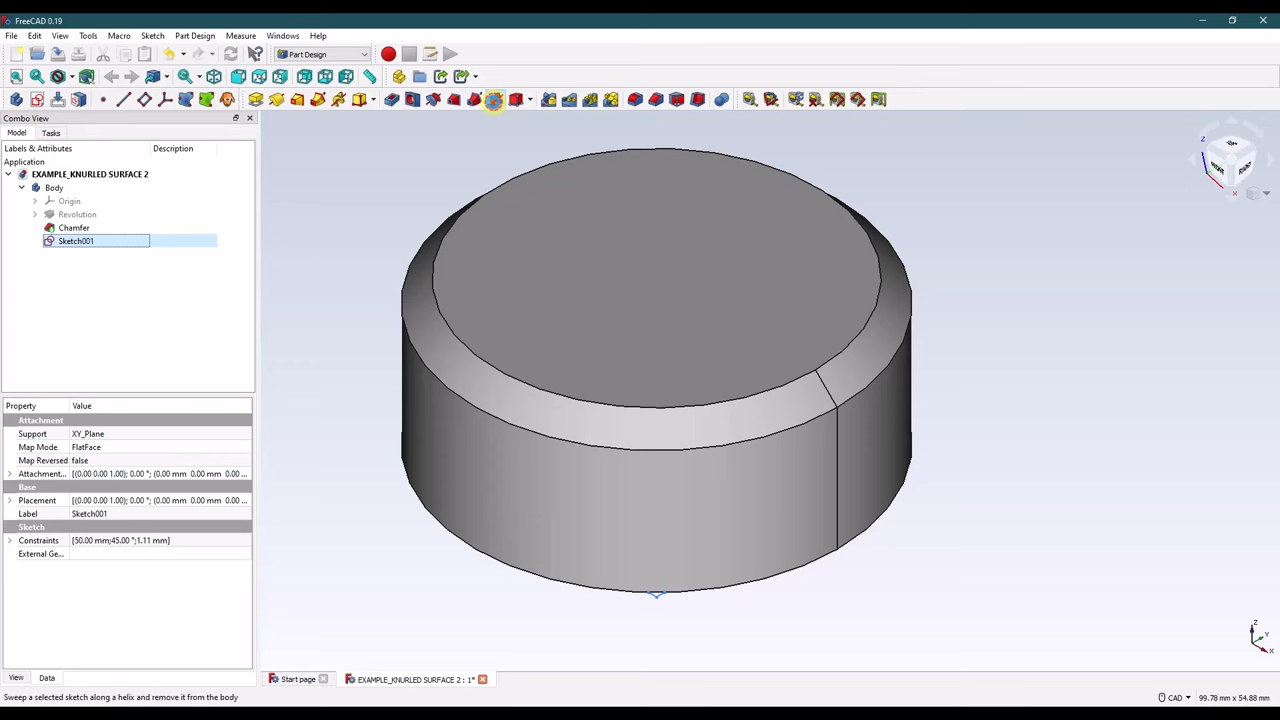 FreeCAD 0.19
File Edit View Tools Macro Sketch Part Design Measure Windows Help
Part Design
Combo View
Model Tasks
Labels & Attributes Description
Application
EXAMPLE_KNURLED SURFACE 2
Body
Origin
Revolution
Chamfer
Sketch001
Property Value
Attachment
Support XY_Plane
Map Mode FlatFace
Map Reversed false
Attachment... [(0.00 0.00 1.00); 0.00 °; (0.00 mm 0.00 mm 0.00 ...
Base
Placement [(0.00 0.00 1.00); 0.00 °; (0.00 mm 0.00 mm 0.00 ...
Label Sketch001
Sketch
Constraints [50.00 mm;45.00 °;1.11 mm]
External Ge...
View Data
Start page EXAMPLE_KNURLED SURFACE 2 : 1*
Sweep a selected sketch along a helix and remove it from the body
CAD 99.78 mm x 54.88 mm
Z
X
Z
Y
X